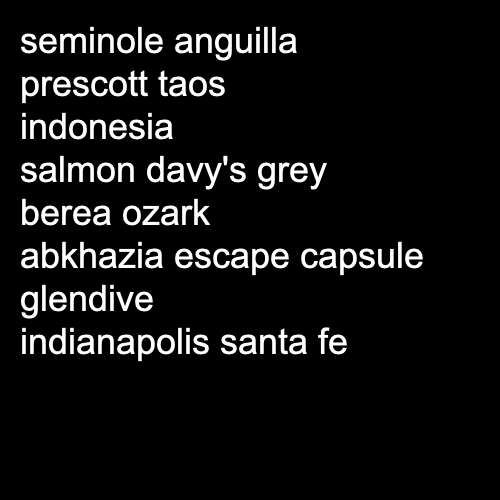 seminole anguilla
prescott taos
indonesia
salmon davy's grey
berea ozark
abkhazia escape capsule
glendive
indianapolis santa fe